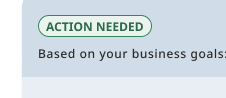 ACTION NEEDED
Based on your business goals: